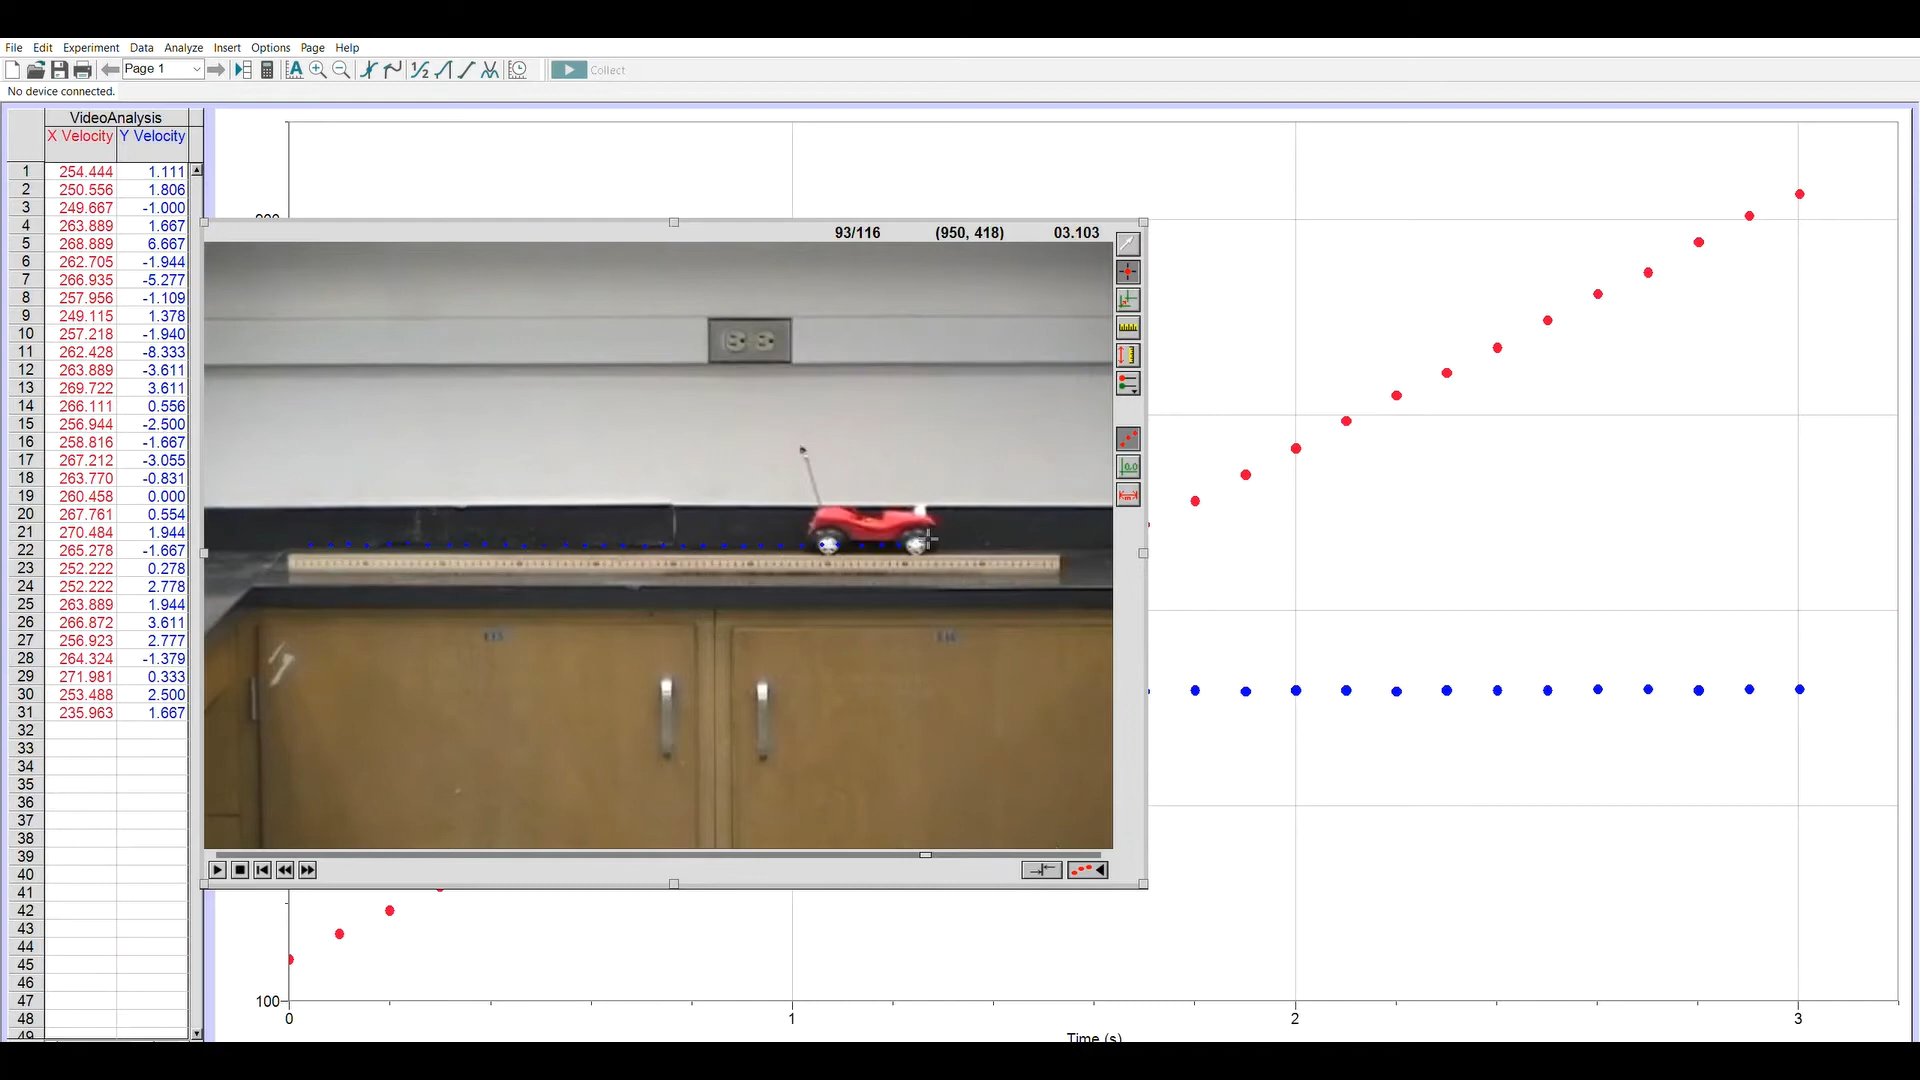 File Edit Experiment Data Analyze Insert Options Page Help
Page 1
Collect
No device connected.
VideoAnalysis
X Velocity Y Velocity
1 254.444 1.111
2 250.556 1.806
3 249.667 -1.000
4 263.889 1.667
5 268.889 6.667
6 262.705 -1.944
7 266.935 -5.277
8 257.956 -1.109
9 249.115 1.378
10 257.218 -1.940
11 262.428 -8.333
12 263.889 -3.611
13 269.722 3.611
14 266.111 0.556
15 256.944 -2.500
16 258.816 -1.667
17 267.212 -3.055
18 263.770 -0.831
19 260.458 0.000
20 267.761 0.554
21 270.484 1.944
22 265.278 -1.667
23 252.222 0.278
24 252.222 2.778
25 263.889 1.944
26 266.872 3.611
27 256.923 2.777
28 264.324 -1.379
29 271.981 0.333
30 253.488 2.500
31 235.963 1.667
32
33
34
35
36
37
38
39
40
41
42
43
44
45
46
47
48
49
93/116 (950, 418) 03.103
100
0 1 2 3
Time (s)